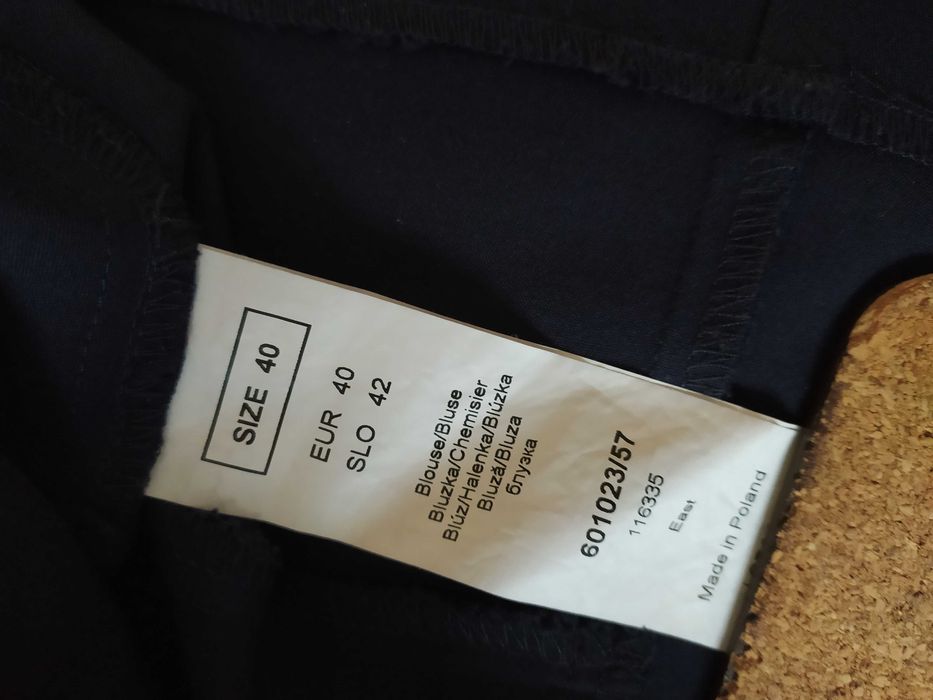 SIZE 40
EUR 40
SLO 42
Blouse/Bluse
Bluzka/Chemisier
Blúz/Halenka/Blúzka
Bluză/Bluza
блузка
601023/57
116335
East
Made in Poland